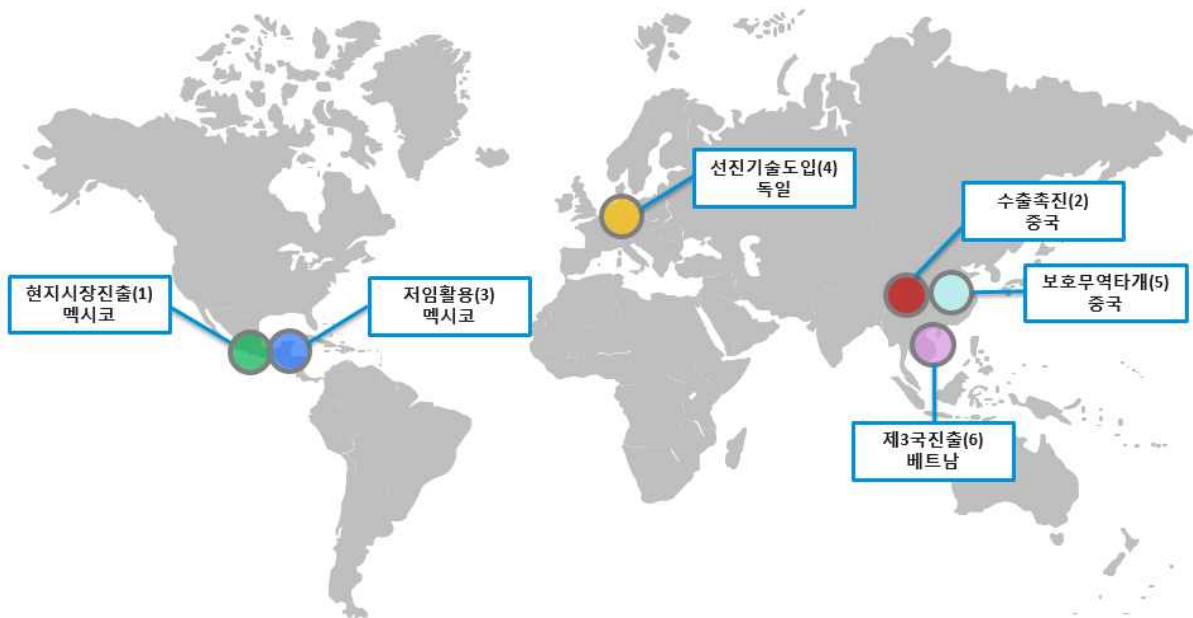 선진기술도입(4)
독일
수출촉진(2)
중국
현지시장진출(1)
멕시코
저임활용(3)
멕시코
보호무역타개(5)
중국
제3국진출(6)
베트남